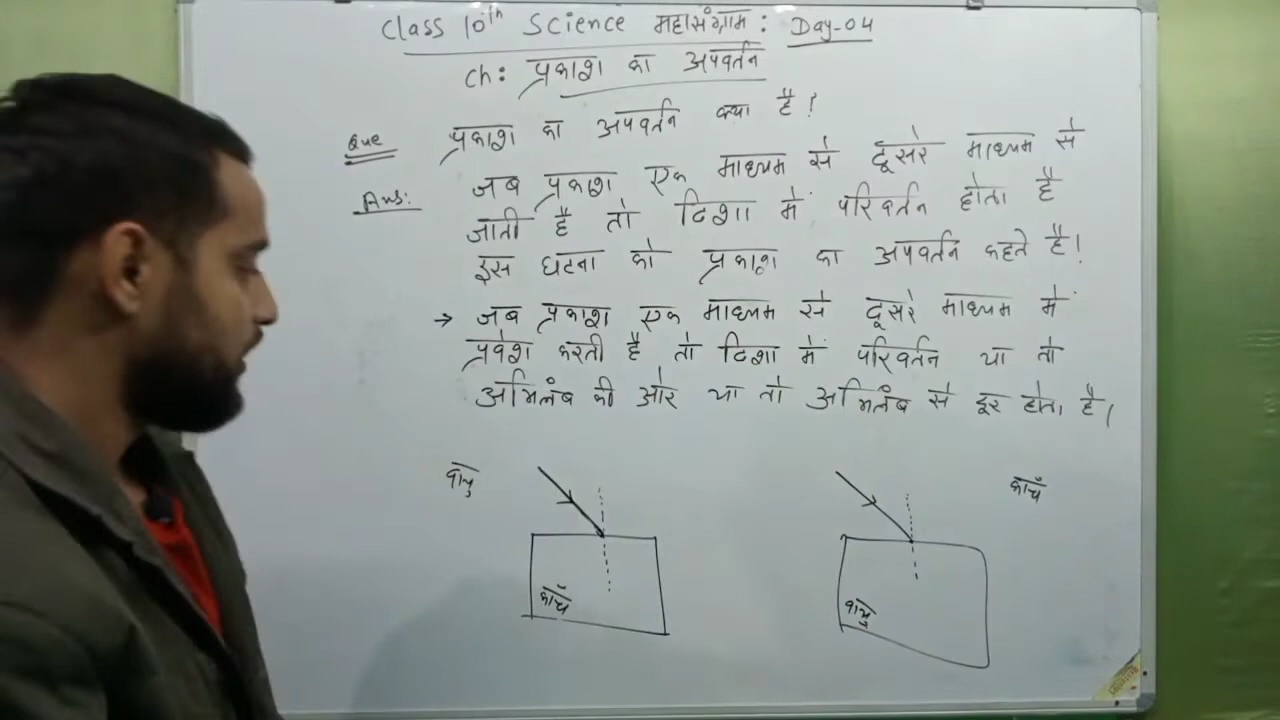 Class 10th Science महासंग्राम: Day-04
Ch: प्रकाश का अपवर्तन
Que प्रकाश का अपवर्तन क्या है!
Ans: जब प्रकाश एक माध्यम से दूसरे माध्यम से
जाती है तो दिशा में परिवर्तन होता है
इस घटना को प्रकाश का अपवर्तन कहते है!
→ जब प्रकाश एक माध्यम से दूसरे माध्यम में
प्रवेश करती है तो दिशा में परिवर्तन या तो
अभिलंब की ओर या तो अभिलंब से दूर होता है।
वायु
काँच
काँच
वायु